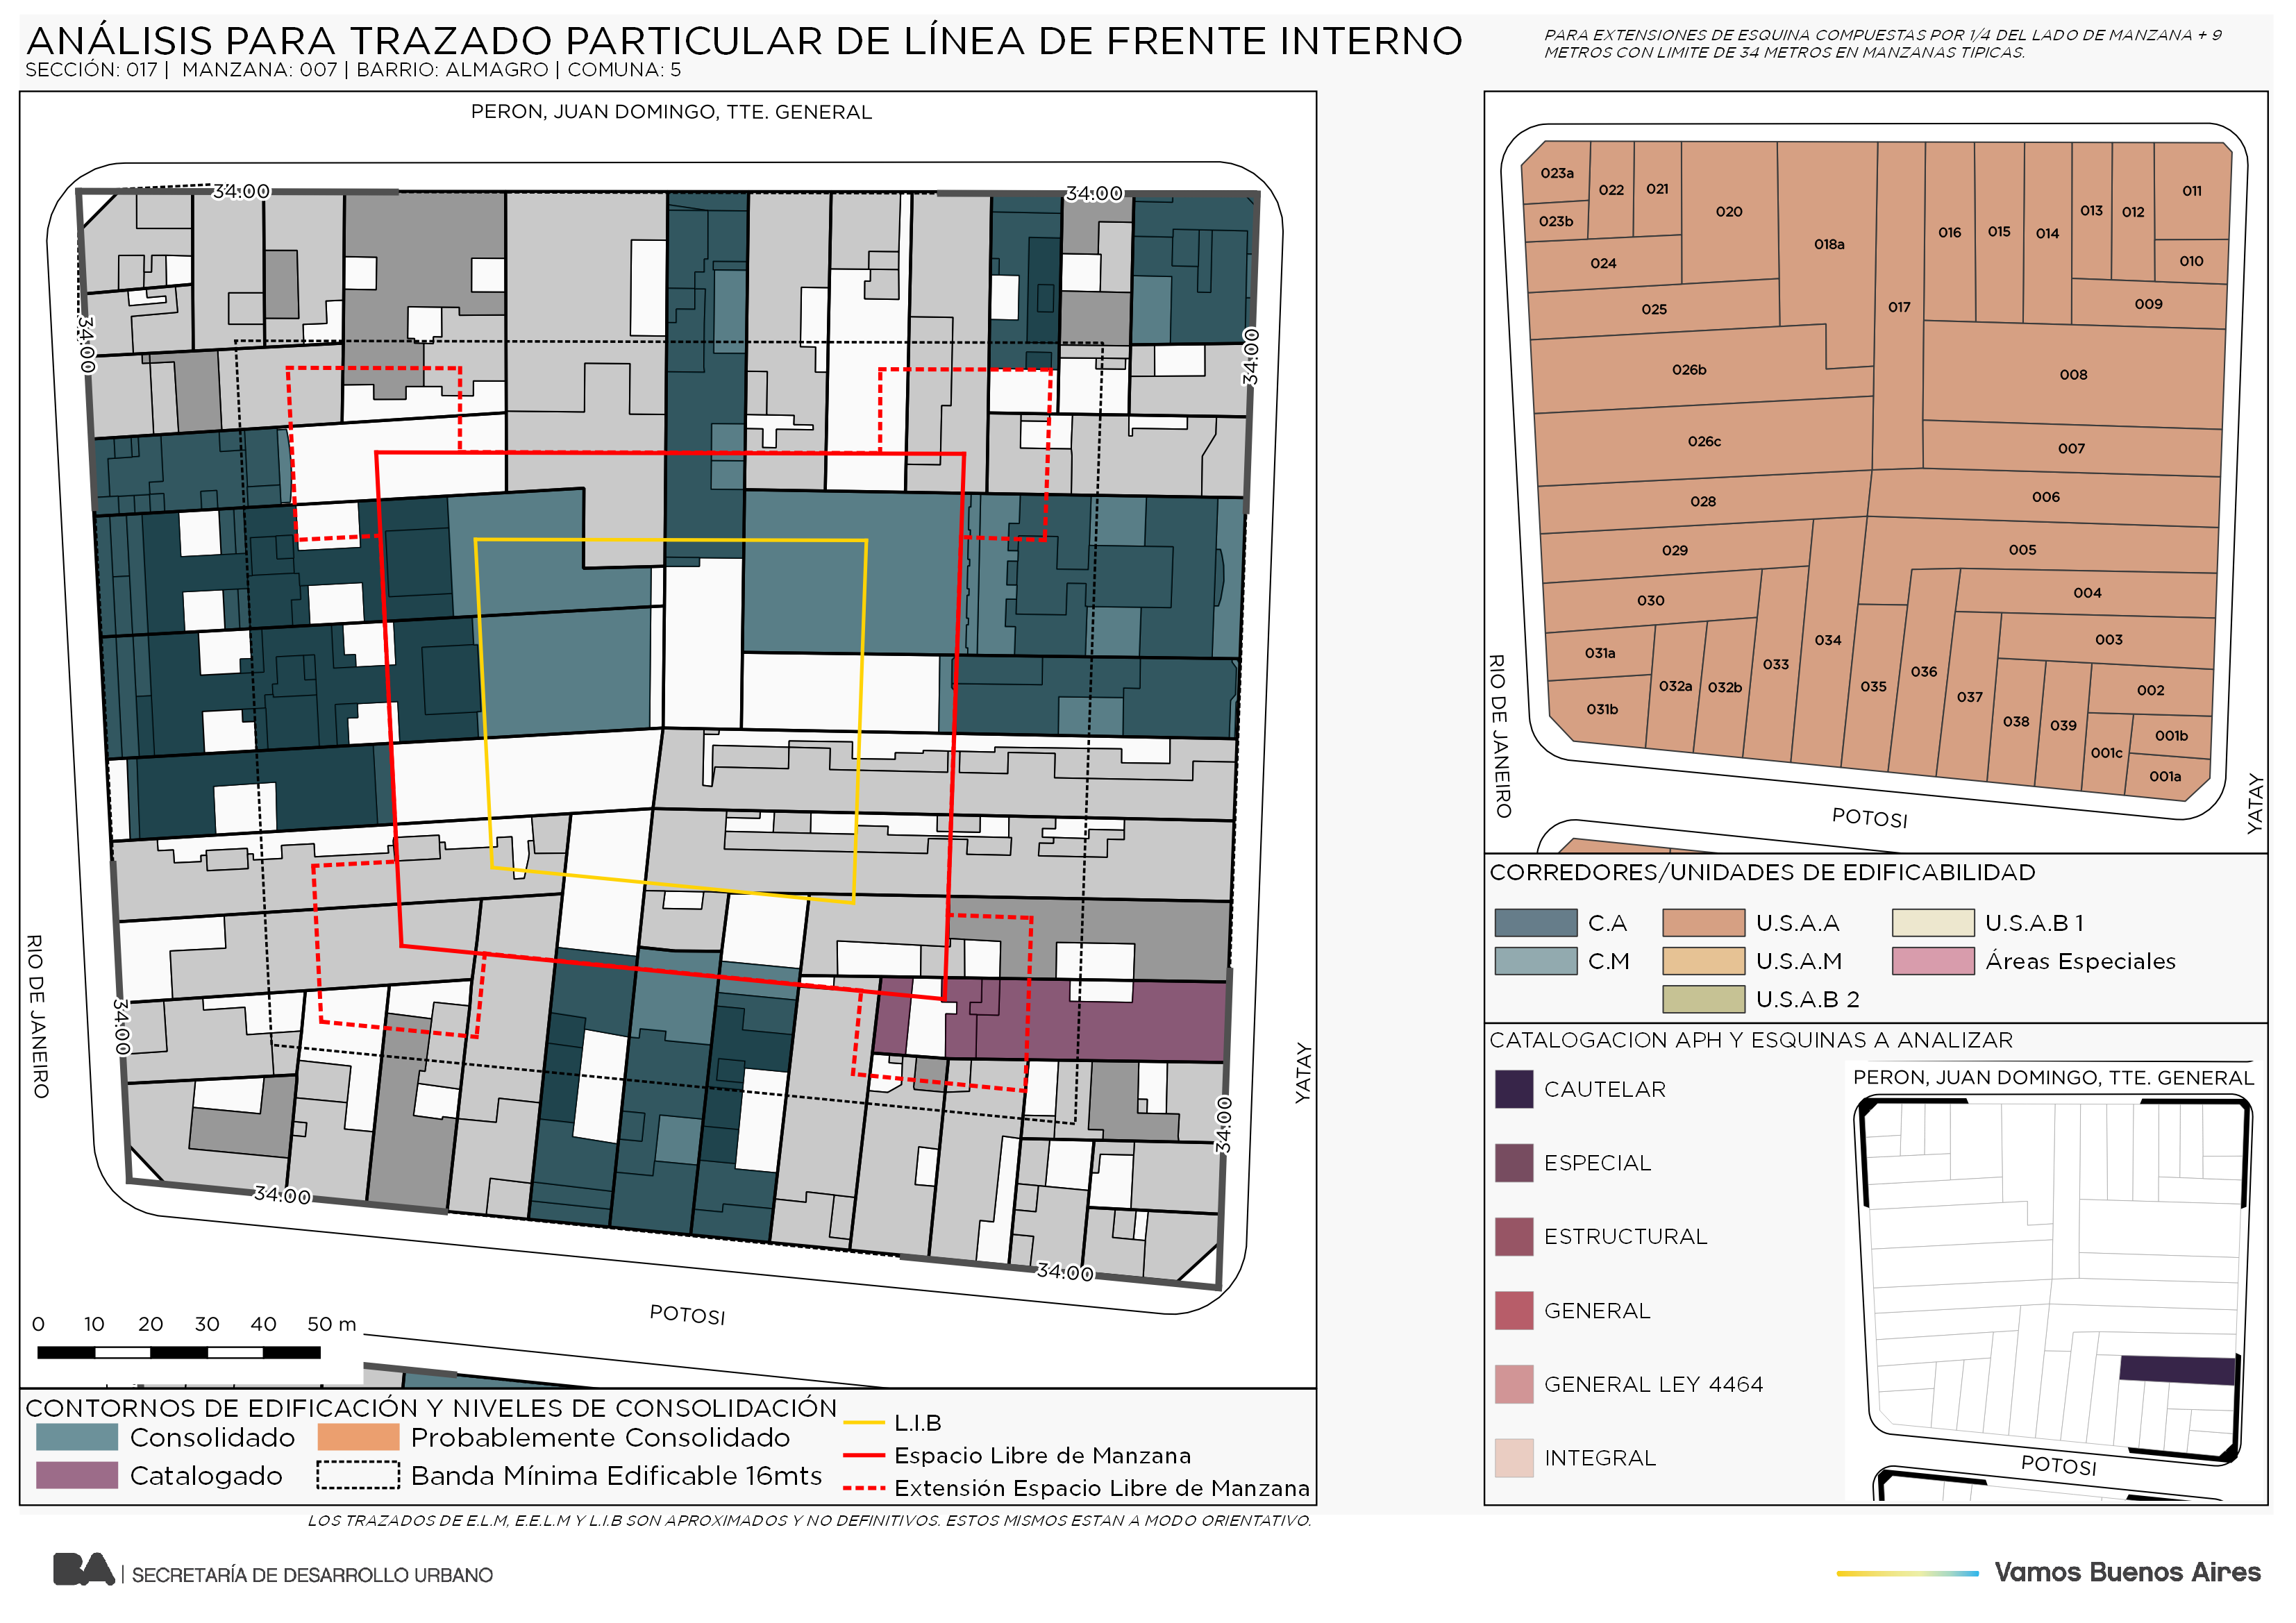 ANÁLISIS PARA TRAZADO PARTICULAR DE LÍNEA DE FRENTE INTERNO
SECCIÓN: 017 | MANZANA: 007 | BARRIO: ALMAGRO | COMUNA: 5
PARA EXTENSIONES DE ESQUINA COMPUESTAS POR 1/4 DEL LADO DE MANZANA + 9
METROS CON LIMITE DE 34 METROS EN MANZANAS TIPICAS.
PERON, JUAN DOMINGO, TTE. GENERAL
34.00
34.00
34.00
34.00
34.00
34.00
34.00
34.00
RIO DE JANEIRO
YATAY
POTOSI
0 10 20 30 40 50 m
CONTORNOS DE EDIFICACIÓN Y NIVELES DE CONSOLIDACIÓN
Consolidado
Probablemente Consolidado
Catalogado
Banda Mínima Edificable 16mts
L.I.B
Espacio Libre de Manzana
Extensión Espacio Libre de Manzana
LOS TRAZADOS DE E.L.M, E.E.L.M Y L.I.B SON APROXIMADOS Y NO DEFINITIVOS. ESTOS MISMOS ESTAN A MODO ORIENTATIVO.
023a
022
021
020
018a
017
016
015
014
013
012
011
023b
024
010
025
009
026b
008
026c
007
028
006
029
005
030
004
031a
034
003
031b
032a
032b
033
035
036
037
038
039
002
001c
001b
001a
RIO DE JANEIRO
POTOSI
YATAY
CORREDORES/UNIDADES DE EDIFICABILIDAD
C.A
U.S.A.A
U.S.A.B 1
C.M
U.S.A.M
Áreas Especiales
U.S.A.B 2
CATALOGACION APH Y ESQUINAS A ANALIZAR
CAUTELAR
ESPECIAL
ESTRUCTURAL
GENERAL
GENERAL LEY 4464
INTEGRAL
PERON, JUAN DOMINGO, TTE. GENERAL
POTOSI
BA | SECRETARÍA DE DESARROLLO URBANO
Vamos Buenos Aires